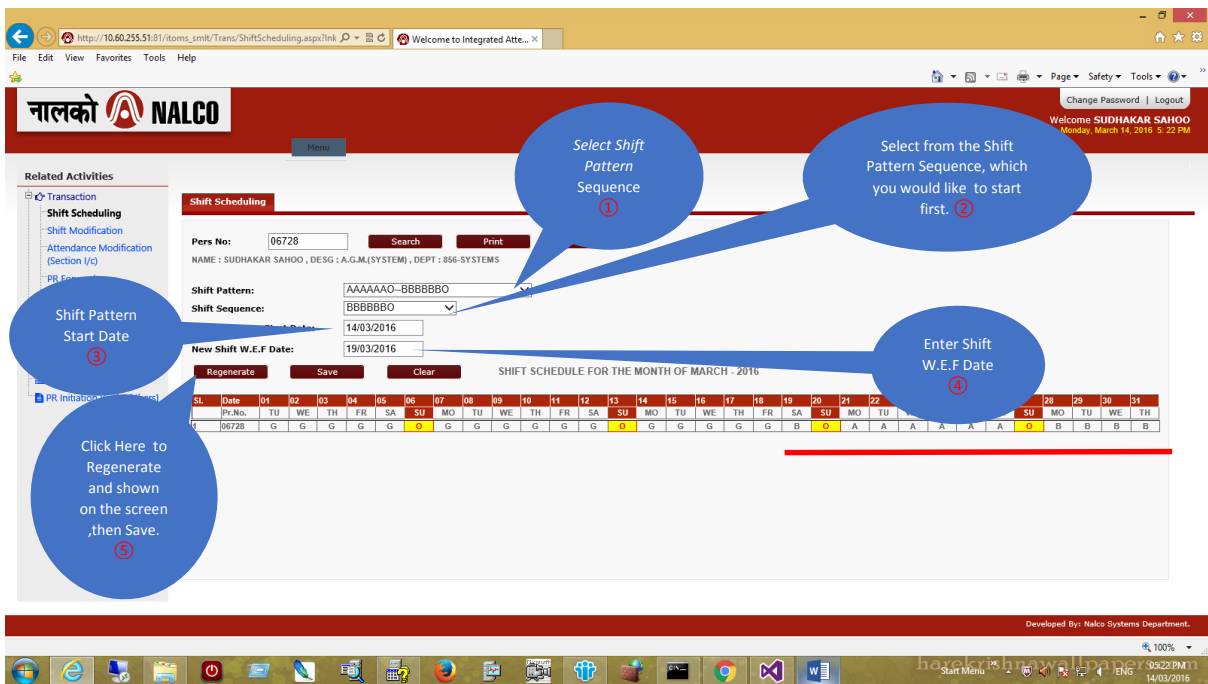 http://10.60.255.51:81/itoms_smlt/Trans/ShiftScheduling.aspx?lnk
Welcome to Integrated Atte...
File Edit View Favorites Tools Help
Page Safety Tools
नालको NALCO
Change Password | Logout
Welcome SUDHAKAR SAHOO
Monday, March 14, 2016 5: 22 PM
Menu
Select Shift
Pattern
Sequence
①
Select from the Shift
Pattern Sequence, which
you would like to start
first. ②
Related Activities
Transaction
Shift Scheduling
Shift Modification
Attendance Modification
(Section I/c)
Shift Scheduling
Pers No: 06728 Search Print
NAME : SUDHAKAR SAHOO , DESG : A.G.M.(SYSTEM) , DEPT : 856-SYSTEMS
Shift Pattern: AAAAAAO--BBBBBBO
Shift Sequence: BBBBBBO
14/03/2016
New Shift W.E.F Date: 19/03/2016
Shift Pattern
Start Date
③
Enter Shift
W.E.F Date
④
Regenerate Save Clear SHIFT SCHEDULE FOR THE MONTH OF MARCH - 2016
PR Initiation
SL Date 01 02 03 04 05 06 07 08 09 10 11 12 13 14 15 16 17 18 19 20 21 22 28 29 30 31
Pr.No. TU WE TH FR SA SU MO TU WE TH FR SA SU MO TU WE TH FR SA SU MO TU SU MO TU WE TH
1 06728 G G G G G O G G G G G G O G G G G G B O A A A A A A O B B B B
Click Here to
Regenerate
and shown
on the screen
,then Save.
⑤
Developed By: Nalco Systems Department.
100%
harekrishnawallpapers.com
Start Menu ENG 05:22 PM
14/03/2016